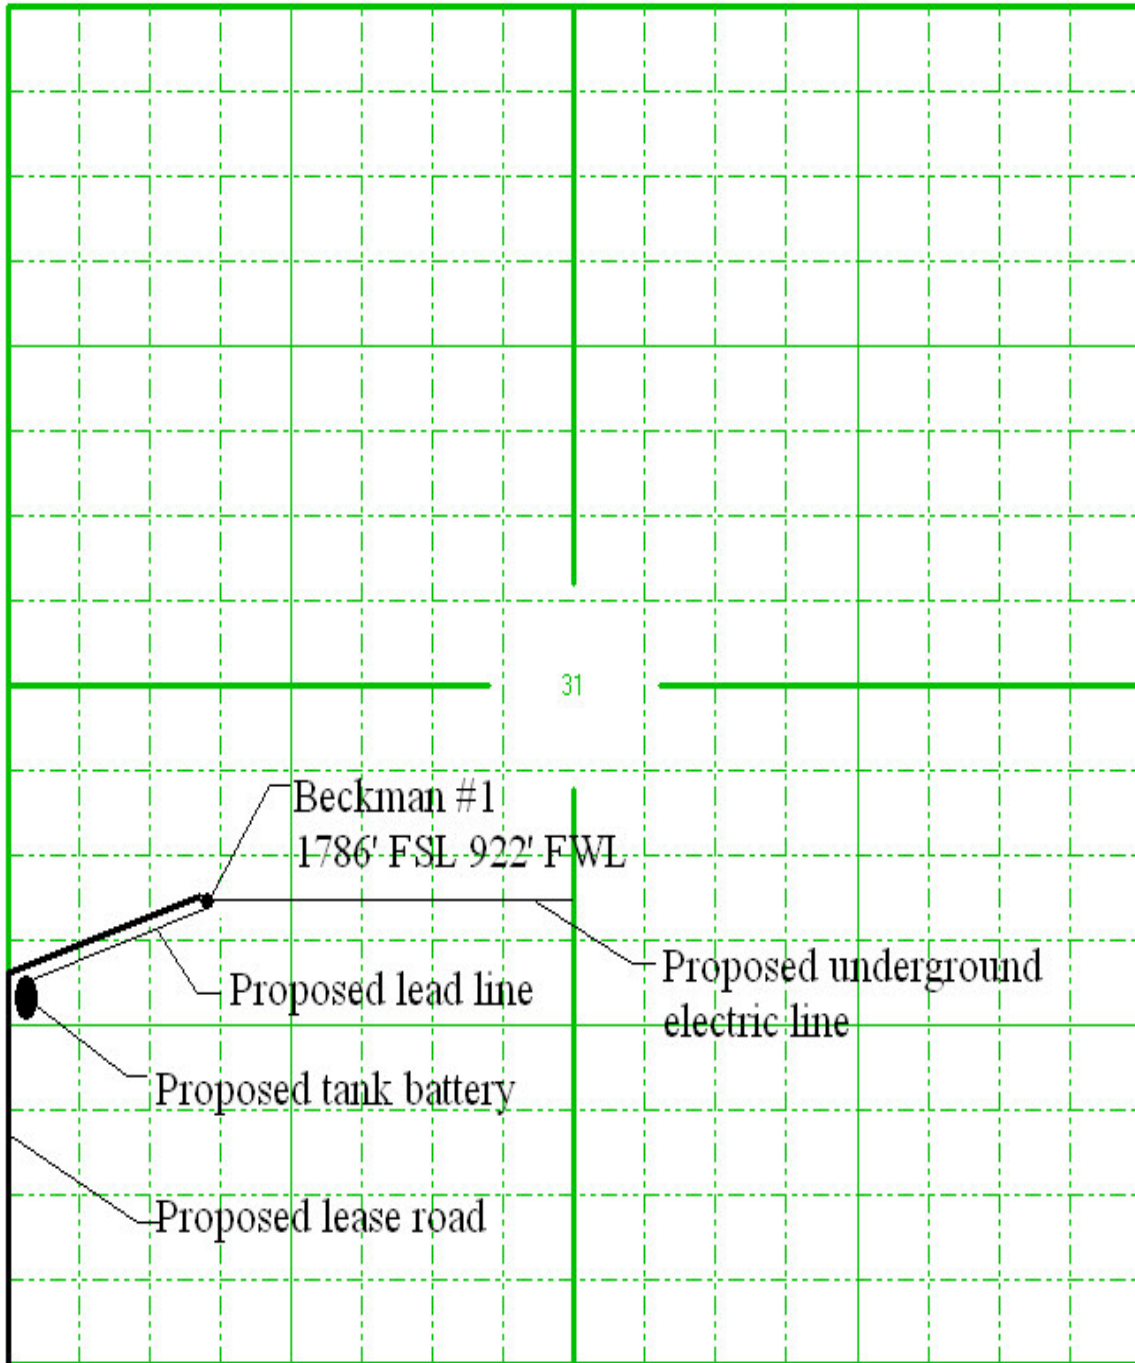 31
Beckman #1
1786' FSL 922' FWL
Proposed underground
electric line
Proposed lead line
Proposed tank battery
Proposed lease road